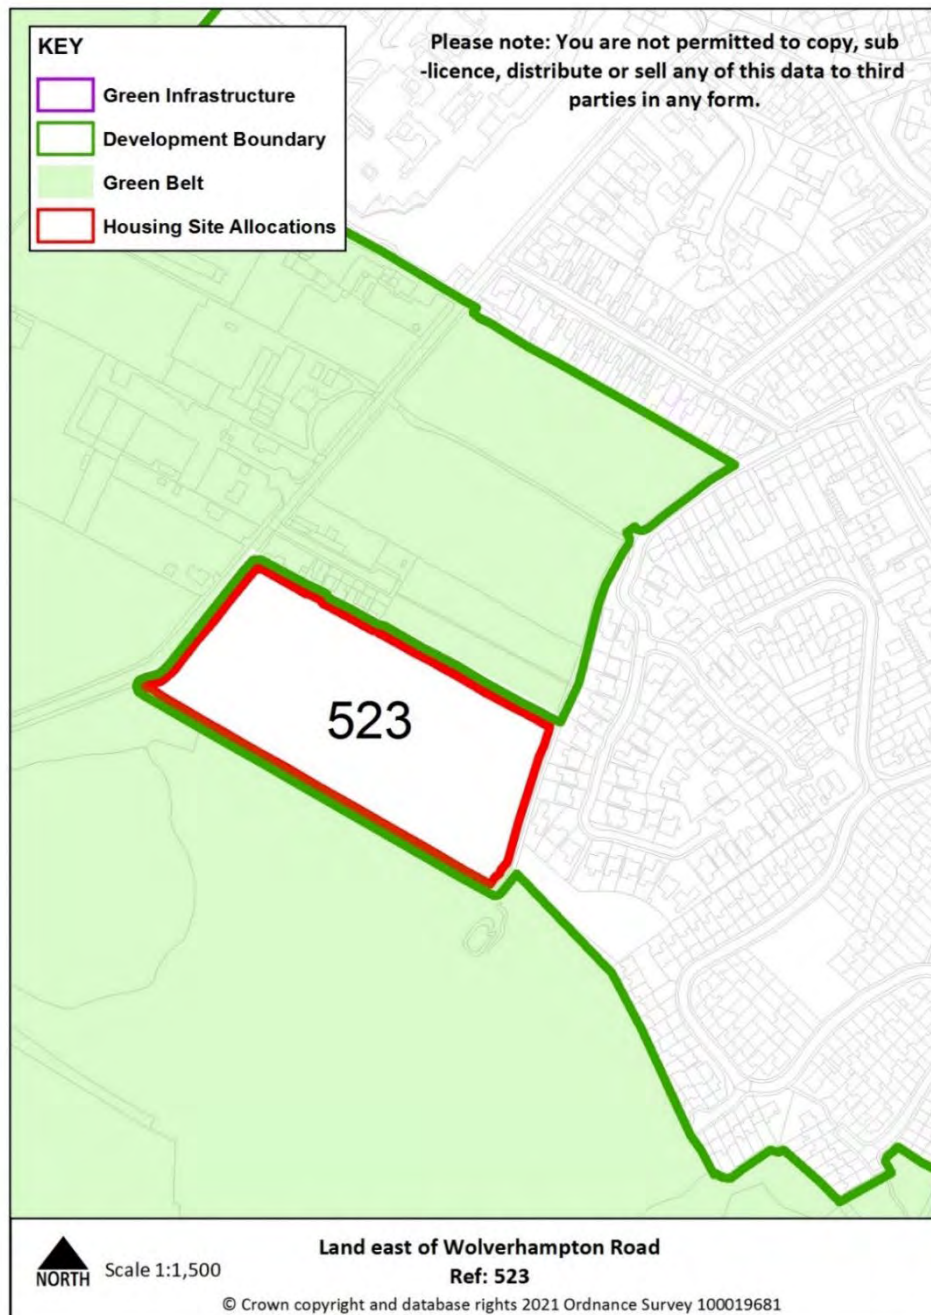 KEY
Green Infrastructure
Development Boundary
Green Belt
Housing Site Allocations
Please note: You are not permitted to copy, sub
-licence, distribute or sell any of this data to third
parties in any form.
523
NORTH
Scale 1:1,500
Land east of Wolverhampton Road
Ref: 523
© Crown copyright and database rights 2021 Ordnance Survey 100019681